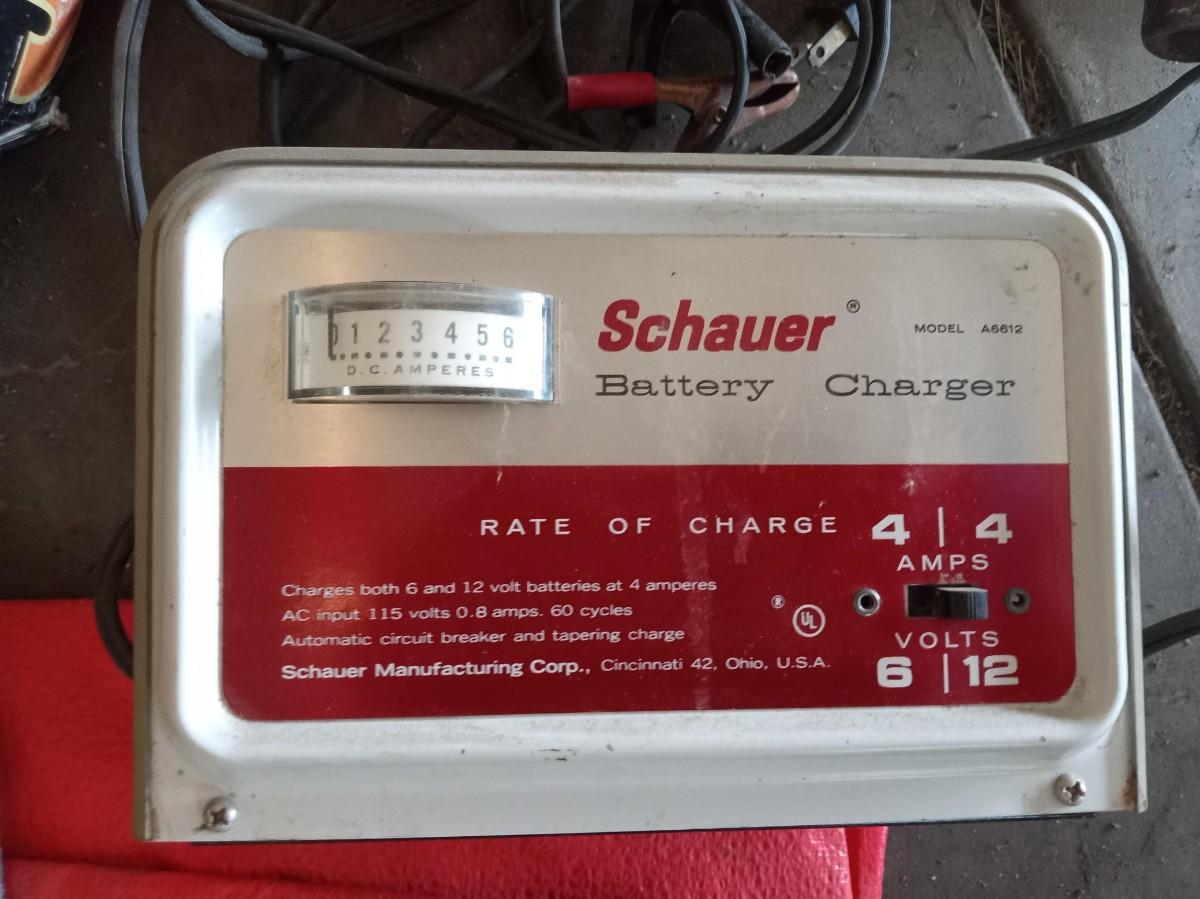 0 1 2 3 4 5 6
D.C. AMPERES
Schauer ®
MODEL A6612
Battery Charger
RATE OF CHARGE 4 | 4
AMPS
Charges both 6 and 12 volt batteries at 4 amperes
AC input 115 volts 0.8 amps. 60 cycles
Automatic circuit breaker and tapering charge
Schauer Manufacturing Corp., Cincinnati 42, Ohio, U.S.A.
® UL
VOLTS
6 | 12